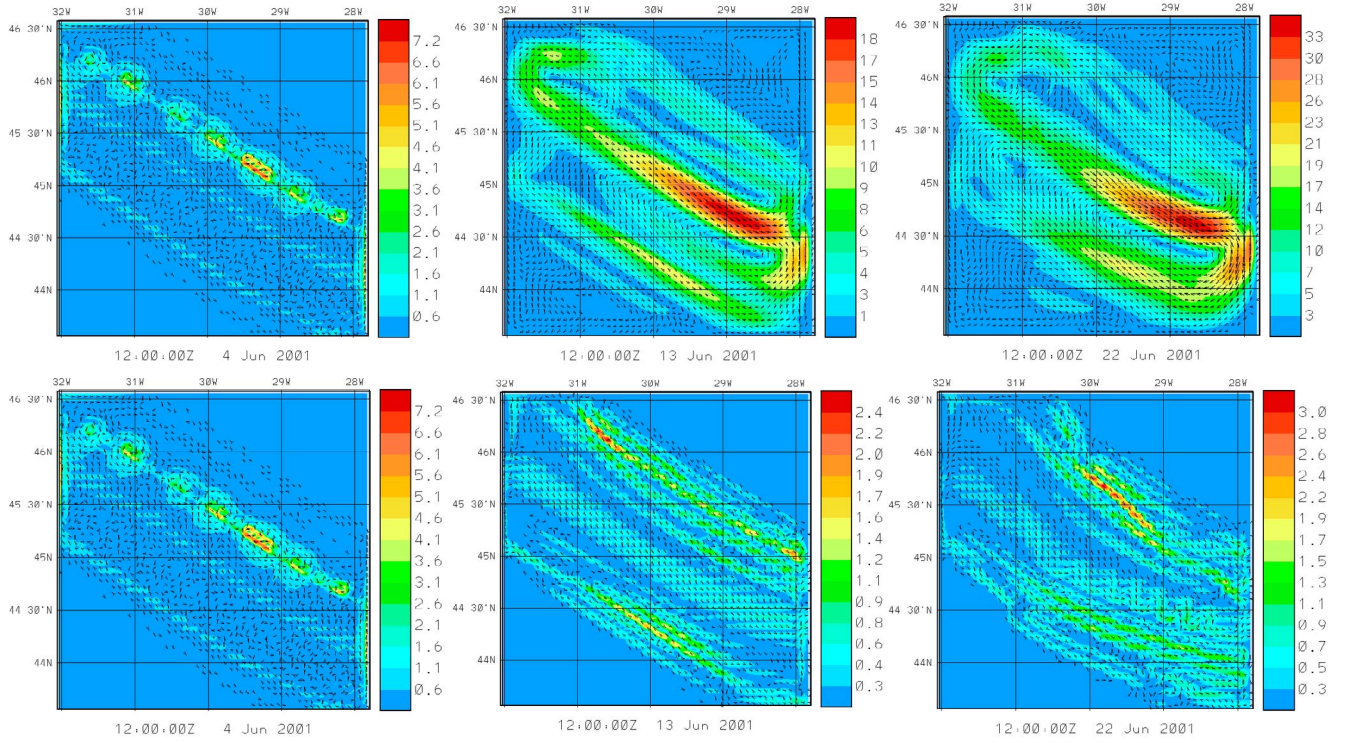 32W 31W 30W 29W 28W
46 30'N
46N
45 30'N
45N
44 30'N
44N
7.2
6.6
6.1
5.6
5.1
4.6
4.1
3.6
3.1
2.6
2.1
1.6
1.1
0.6
12:00:00Z 4 Jun 2001
32W 31W 30W 29W 28W
46 30'N
46N
45 30'N
45N
44 30'N
44N
18
17
15
14
13
11
10
9
8
6
5
4
3
1
12:00:00Z 13 Jun 2001
32W 31W 30W 29W 28W
46 30'N
46N
45 30'N
45N
44 30'N
44N
33
30
28
26
23
21
19
17
14
12
10
7
5
3
12:00:00Z 22 Jun 2001
32W 31W 30W 29W 28W
46 30'N
46N
45 30'N
45N
44 30'N
44N
7.2
6.6
6.1
5.6
5.1
4.6
4.1
3.6
3.1
2.6
2.1
1.6
1.1
0.6
12:00:00Z 4 Jun 2001
32W 31W 30W 29W 28W
46 30'N
46N
45 30'N
45N
44 30'N
44N
2.4
2.2
2.0
1.9
1.7
1.6
1.4
1.2
1.1
0.9
0.8
0.6
0.4
0.3
12:00:00Z 13 Jun 2001
32W 31W 30W 29W 28W
46 30'N
46N
45 30'N
45N
44 30'N
44N
3.0
2.8
2.6
2.4
2.2
1.9
1.7
1.5
1.3
1.1
0.9
0.7
0.5
0.3
12:00:00Z 22 Jun 2001